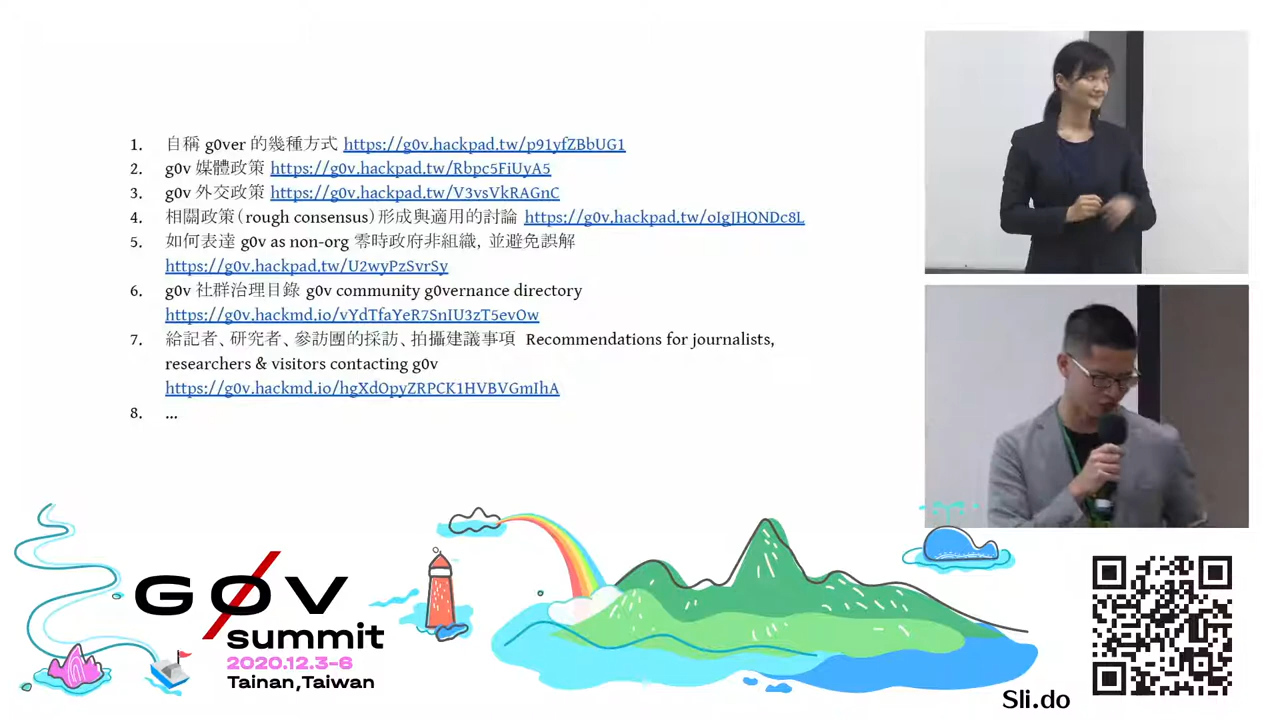 1. 自稱 g0ver 的幾種方式 https://g0v.hackpad.tw/p91yfZBbUG1
2. g0v 媒體政策 https://g0v.hackpad.tw/Rbpc5FiUyA5
3. g0v 外交政策 https://g0v.hackpad.tw/V3vsVkRAGnC
4. 相關政策（rough consensus）形成與適用的討論 https://g0v.hackpad.tw/oIgJHQNDc8L
5. 如何表達 g0v as non-org 零時政府非組織，並避免誤解
https://g0v.hackpad.tw/U2wyPzSvrSy
6. g0v 社群治理目錄 g0v community g0vernance directory
https://g0v.hackmd.io/vYdTfaYeR7SnIU3zT5evOw
7. 給記者、研究者、參訪團的採訪、拍攝建議事項 Recommendations for journalists,
researchers & visitors contacting g0v
https://g0v.hackmd.io/hgXdOpyZRPCK1HVBVGmIhA
8. ...
G0V
summit
2020.12.3-6
Tainan,Taiwan
Sli.do